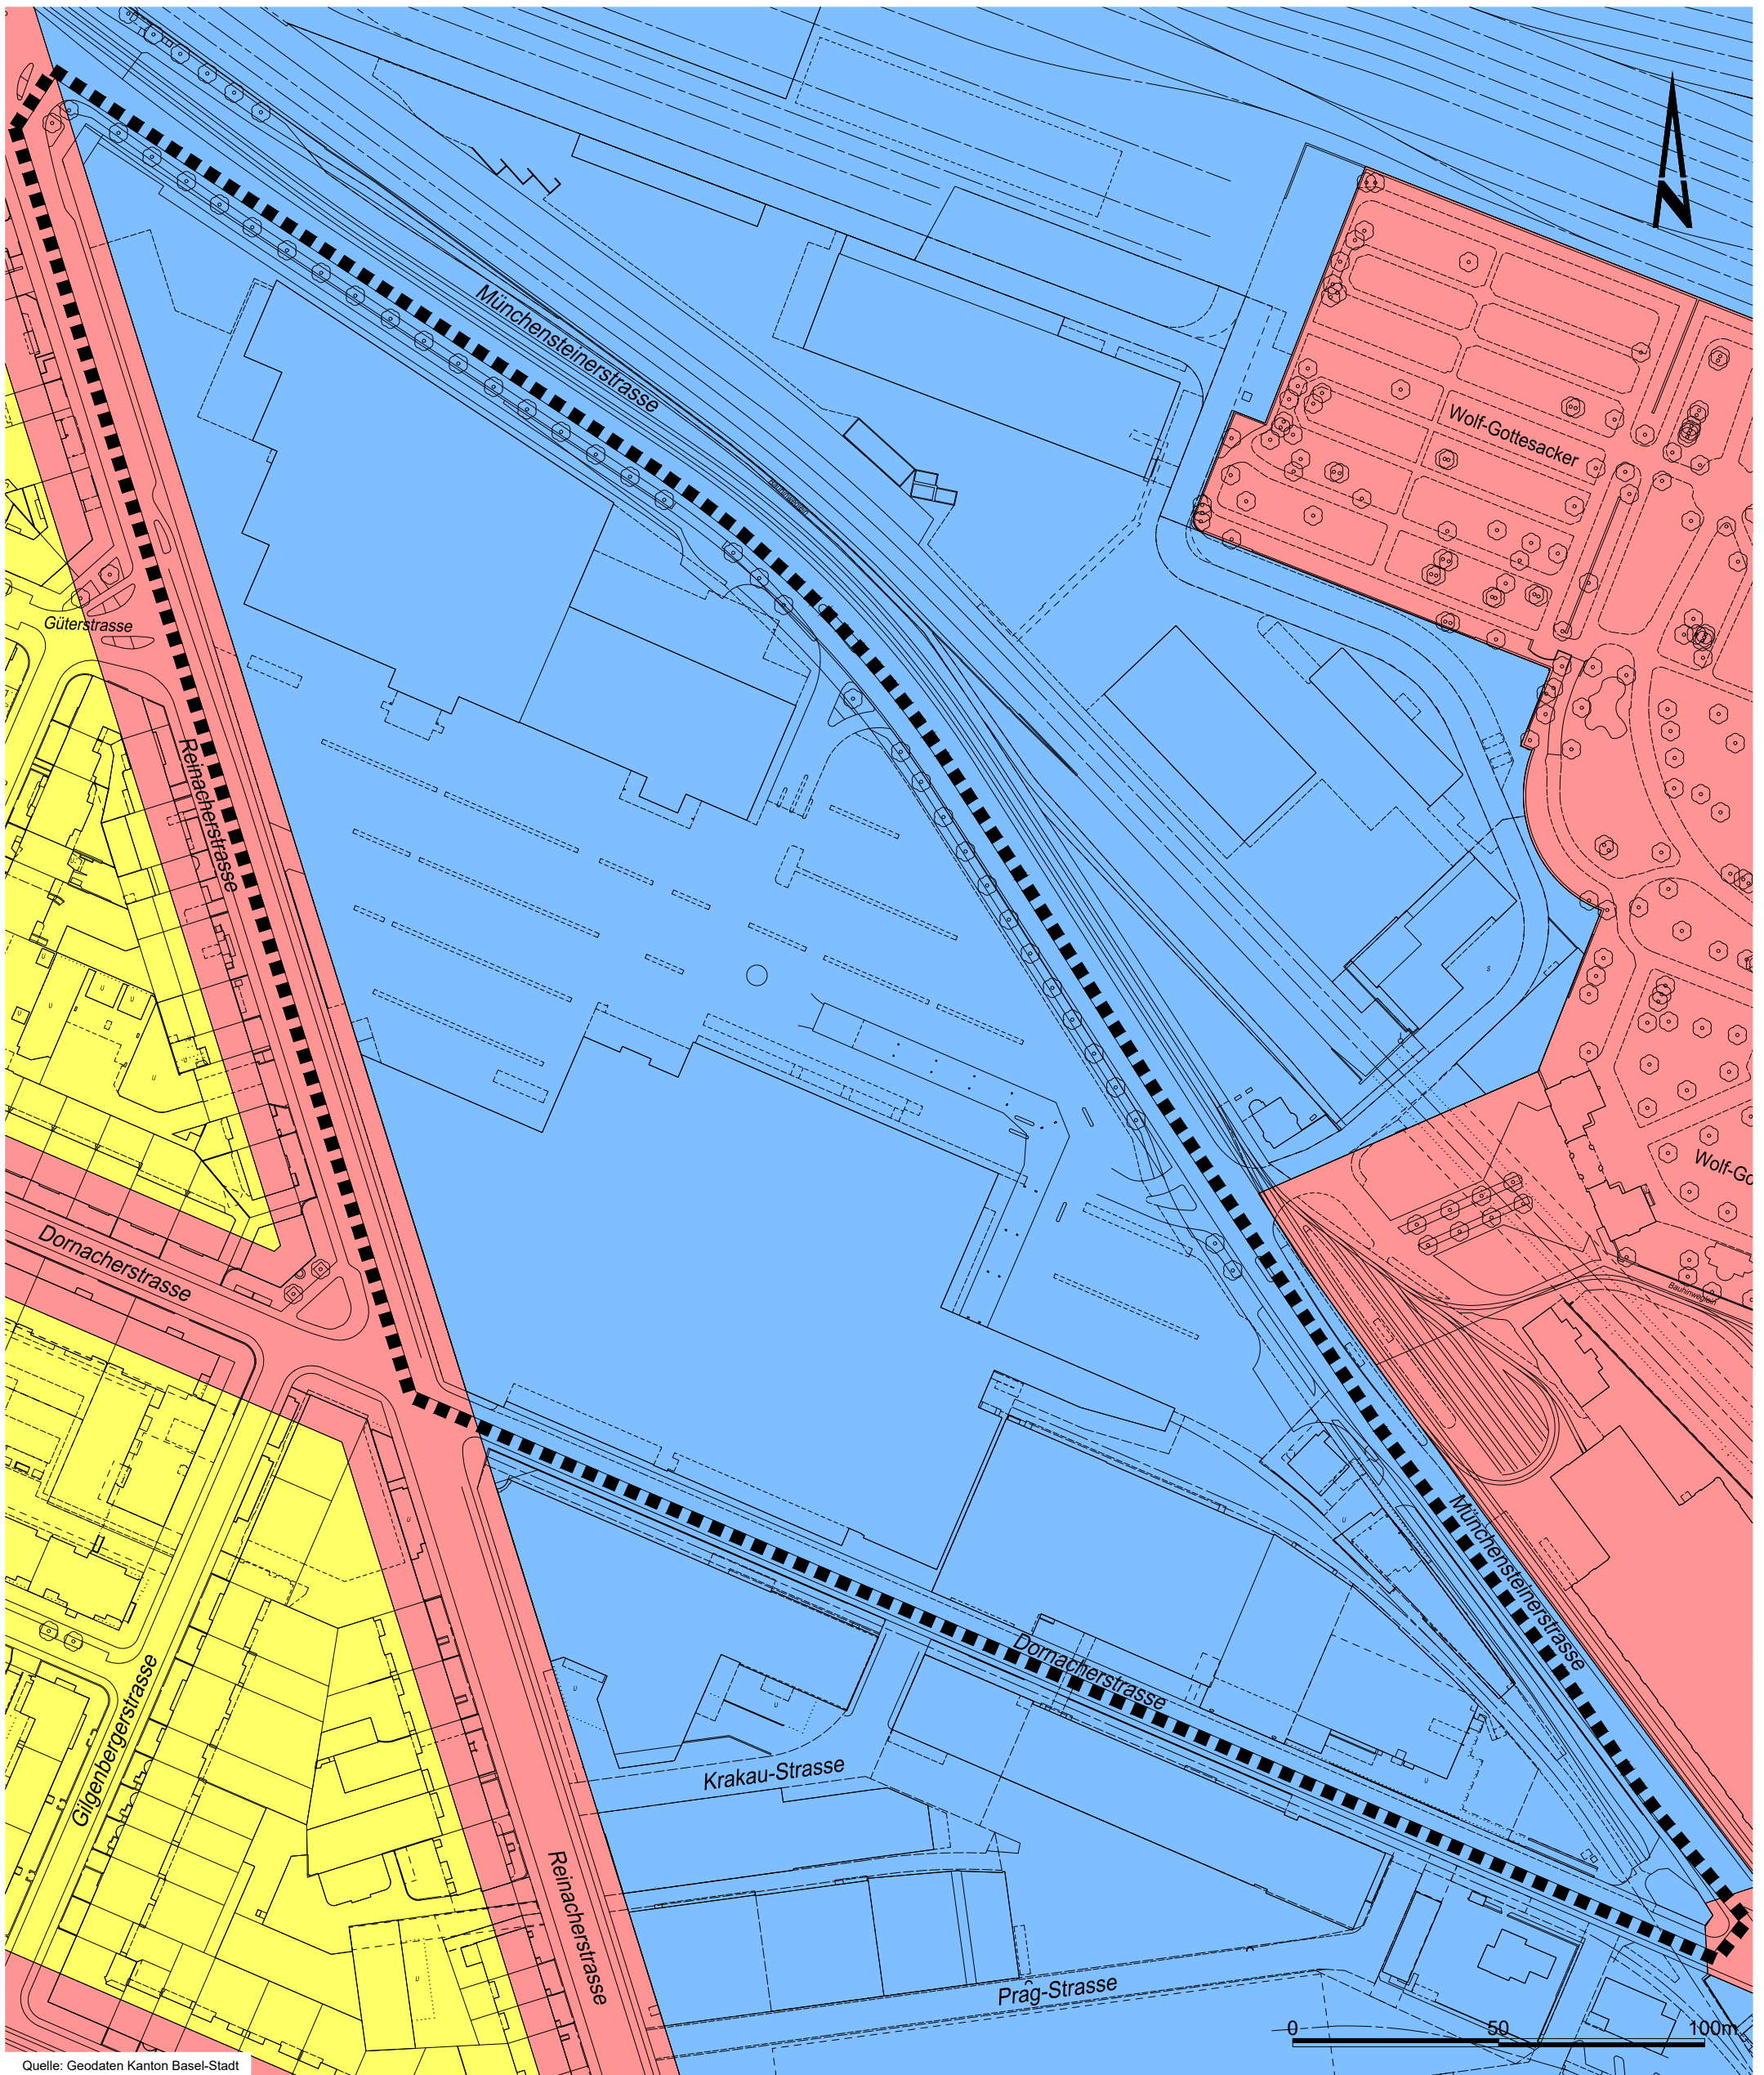 N
Münchensteinerstrasse
Wolf-Gottesacker
Güterstrasse
Reinacherstrasse
Wolf-Go
Dornacherstrasse
Bauhinweglein
Münchensteinerstrasse
Dornacherstrasse
Gilgenbergerstrasse
Krakau-Strasse
Reinacherstrasse
Prag-Strasse
0 50 100m
Quelle: Geodaten Kanton Basel-Stadt